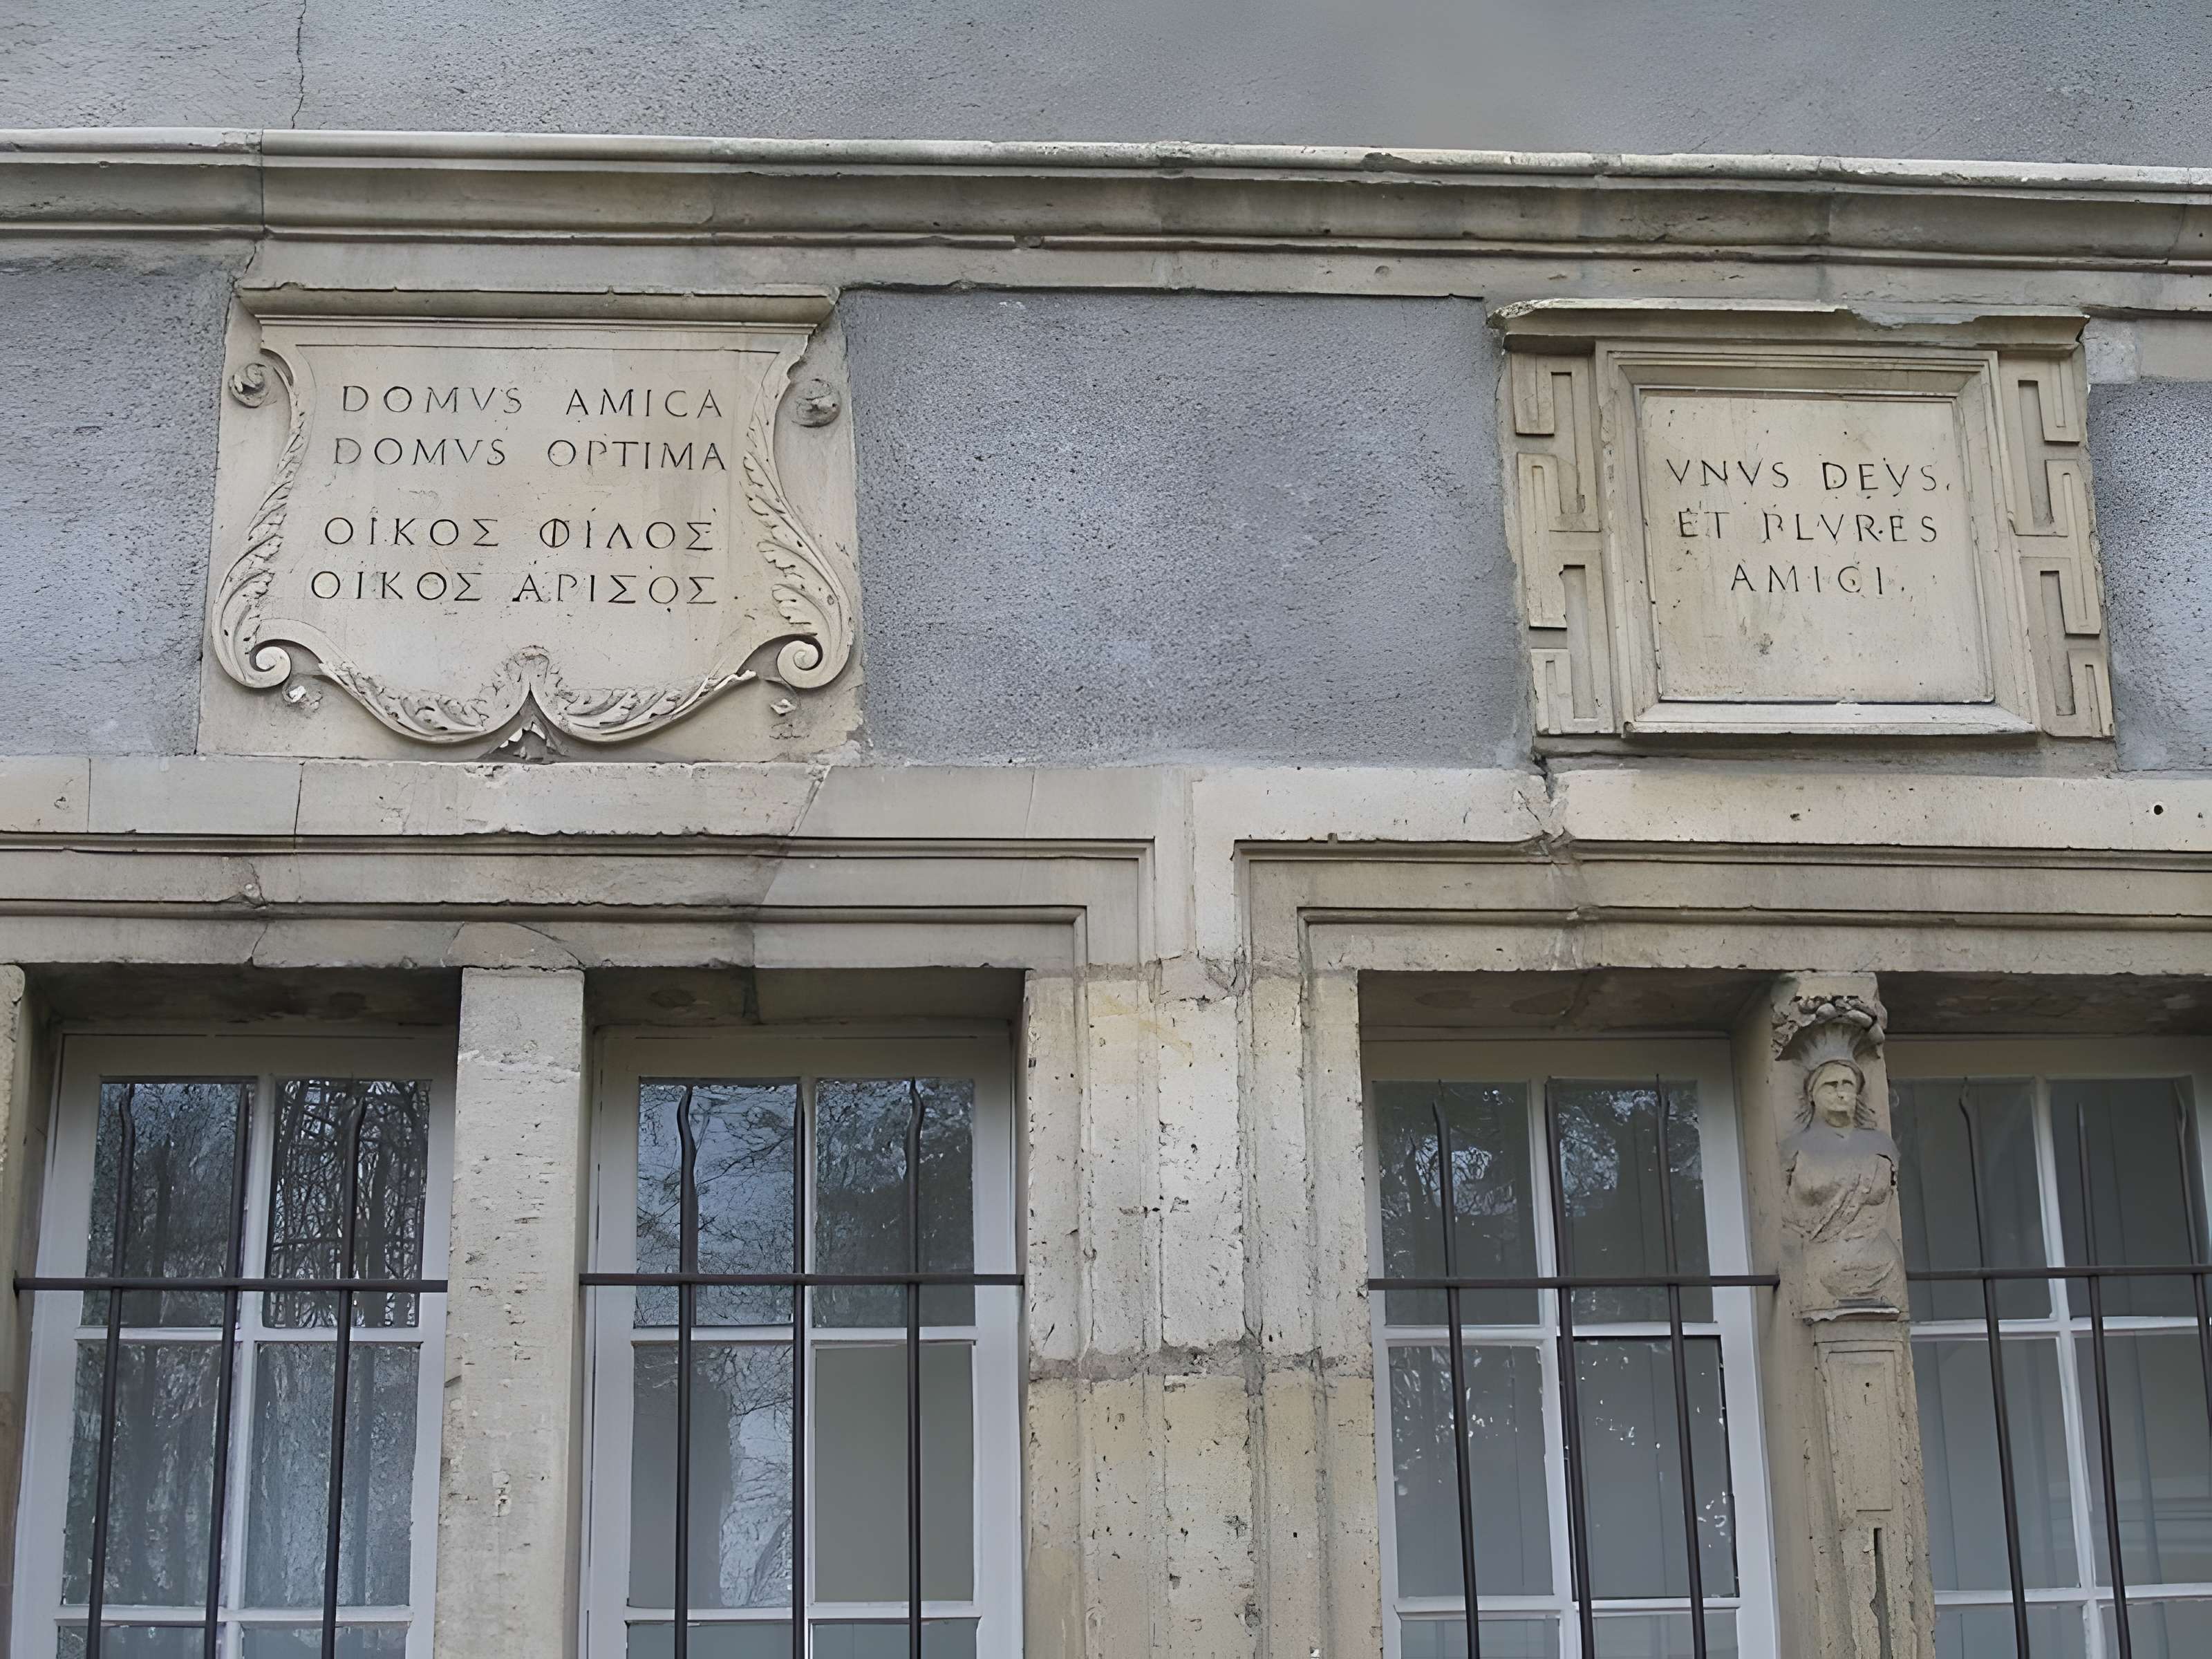 DOMVS AMICA
DOMVS OPTIMA
ΟΙΚΟΣ ΦΙΛΟΣ
ΟΙΚΟΣ ΑΡΙΣΟΣ.
VNVS DEVS.
ET PLVRES
AMICI.